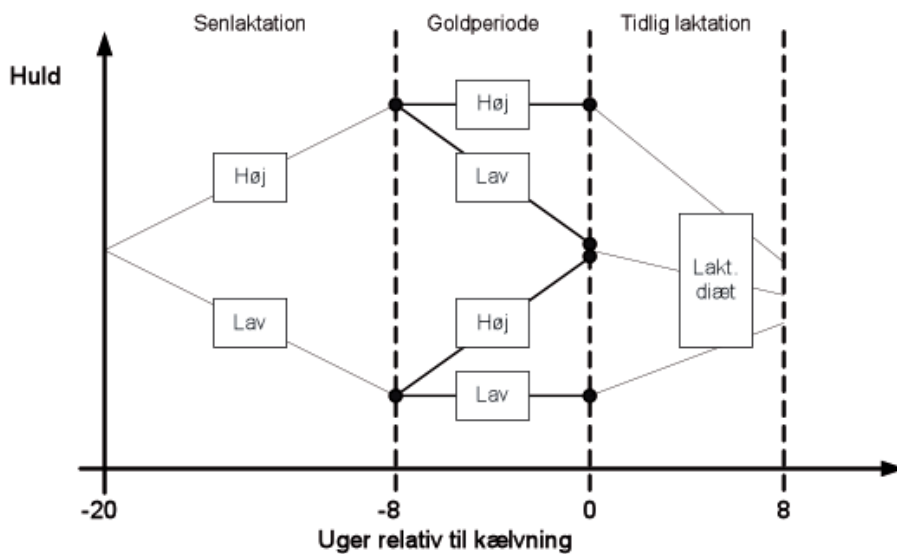 Senlaktation Goldperiode Tidlig laktation
Huld
Høj
Høj
Lav
Lakt.
diæt
Lav
Høj
Lav
-20 -8 0 8
Uger relativ til kælvning